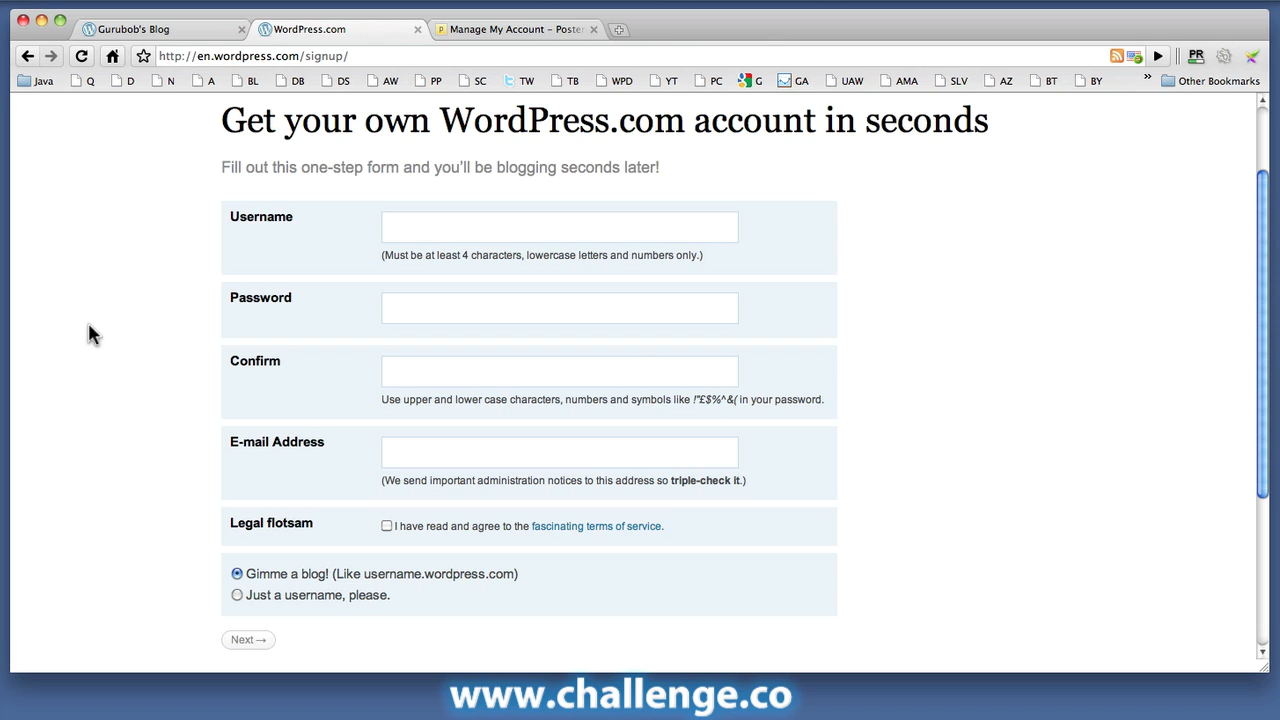 Gurubob's Blog
WordPress.com
Manage My Account – Poste
http://en.wordpress.com/signup/
PR
Java Q D N A BL DB DS AW PP SC TW TB WPD YT PC G GA UAW AMA SLV AZ BT BY » Other Bookmarks
Get your own WordPress.com account in seconds
Fill out this one-step form and you'll be blogging seconds later!
Username
(Must be at least 4 characters, lowercase letters and numbers only.)
Password
Confirm
Use upper and lower case characters, numbers and symbols like !"£$%^&( in your password.
E-mail Address
(We send important administration notices to this address so triple-check it.)
Legal flotsam
I have read and agree to the fascinating terms of service.
Gimme a blog! (Like username.wordpress.com)
Just a username, please.
Next →
www.challenge.co